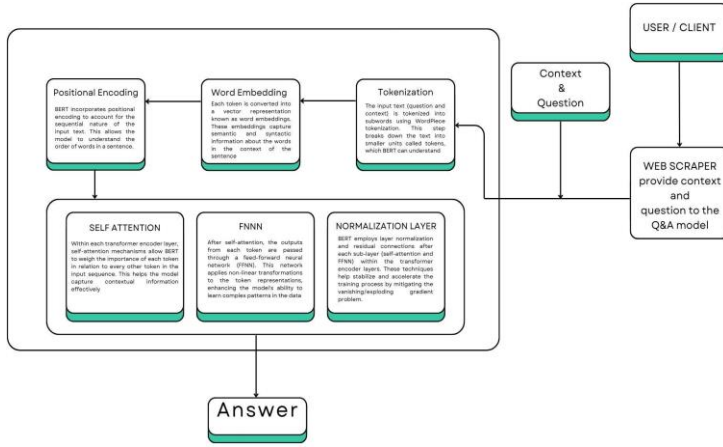 USER / CLIENT
Context
&
Question
WEB SCRAPER
provide context
and
question to the
Q&A model
Tokenization
The input text (question and
context) is tokenized into
subwords using WordPiece
tokenization. This step
breaks down the text into
smaller units called tokens,
which BERT can understand
Word Embedding
Each token is converted into
a vector representation
known as word embeddings.
These embeddings capture
semantic and syntactic
information about the words
in the context of the
sentence
Positional Encoding
BERT incorporates positional
encoding to account for the
sequential nature of the
input text. This allows the
model to understand the
order of words in a sentence.
SELF ATTENTION
Within each transformer encoder layer,
self-attention mechanisms allow BERT
to weigh the importance of each token
in relation to every other token in the
input sequence. This helps the model
capture contextual information
effectively
FNNN
After self-attention, the outputs
from each token are passed
through a feed-forward neural
network (FFNN). This network
applies non-linear transformations
to the token representations,
enhancing the model's ability to
learn complex patterns in the data
NORMALIZATION LAYER
BERT employs layer normalization
and residual connections after
each sub-layer (self-attention and
FFNN) within the transformer
encoder layers. These techniques
help stabilize and accelerate the
training process by mitigating the
vanishing/exploding gradient
problem.
Answer